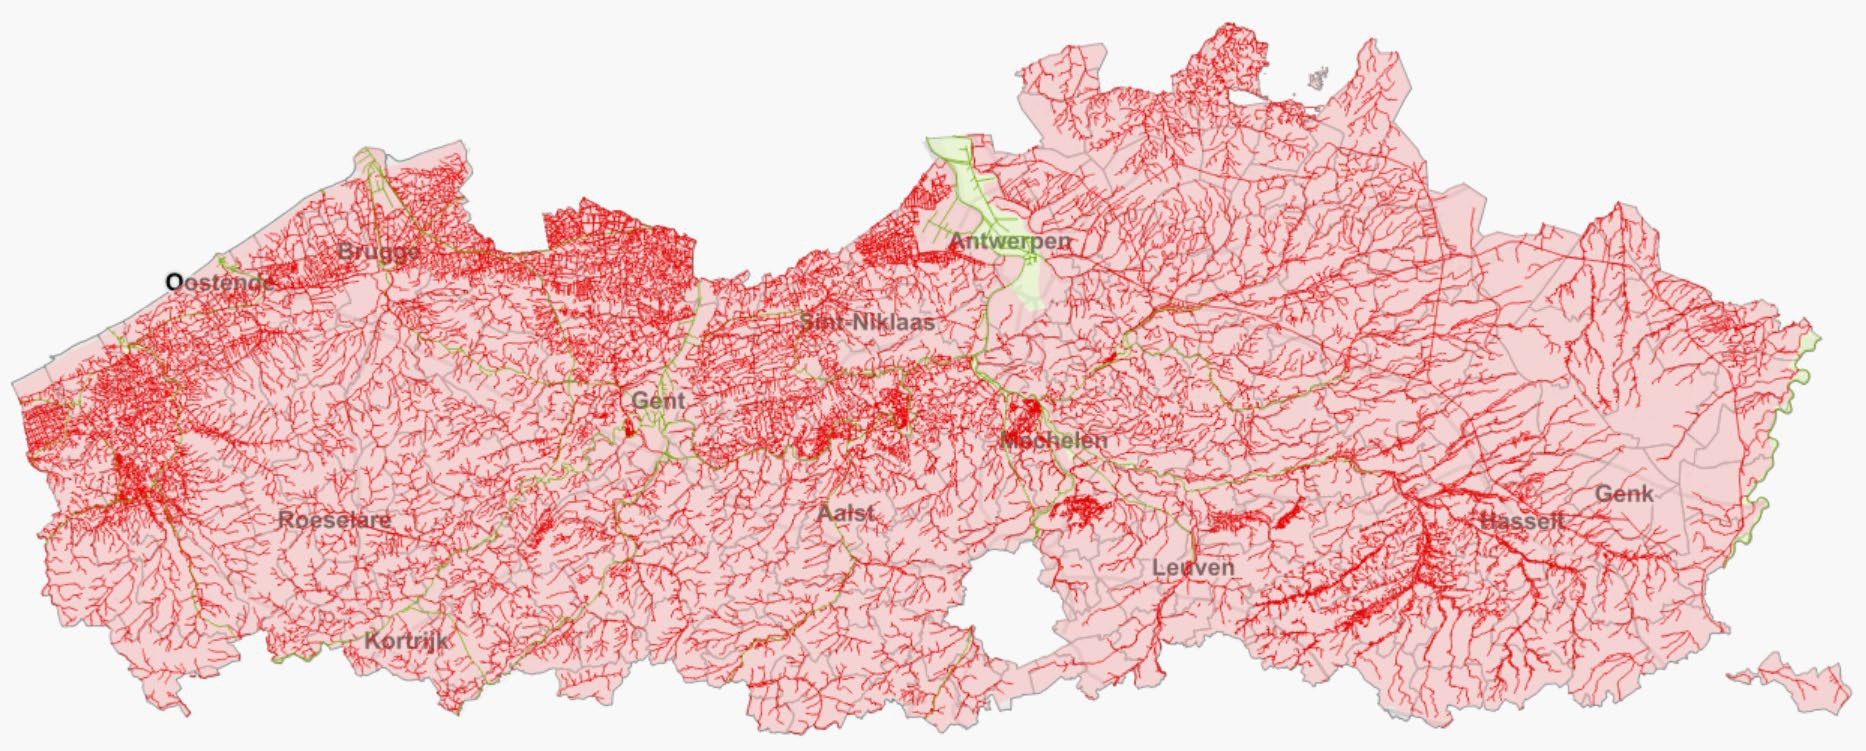 Antwerpen
Brugge
Oostende
Sint-Niklaas
Gent
Mechelen
Genk
Aalst
Roeselare
Hasselt
Leuven
Kortrijk